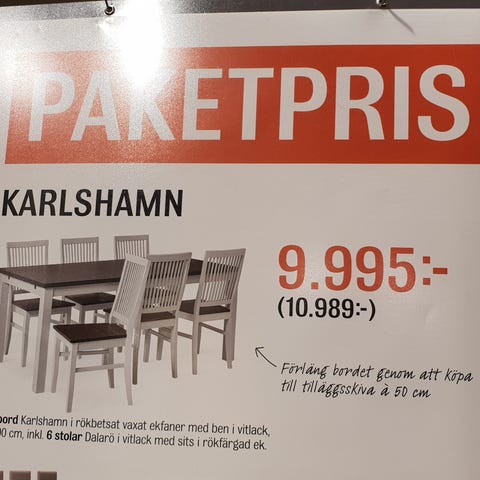 PAKETPRIS
KARLSHAMN
9.995:-
(10.989:-)
Förläng bordet genom att köpa
till tilläggsskiva à 50 cm
bord Karlshamn i rökbetsat vaxat ekfaner med ben i vitlack,
cm, inkl. 6 stolar Dalarö i vitlack med sits i rökfärgad ek.